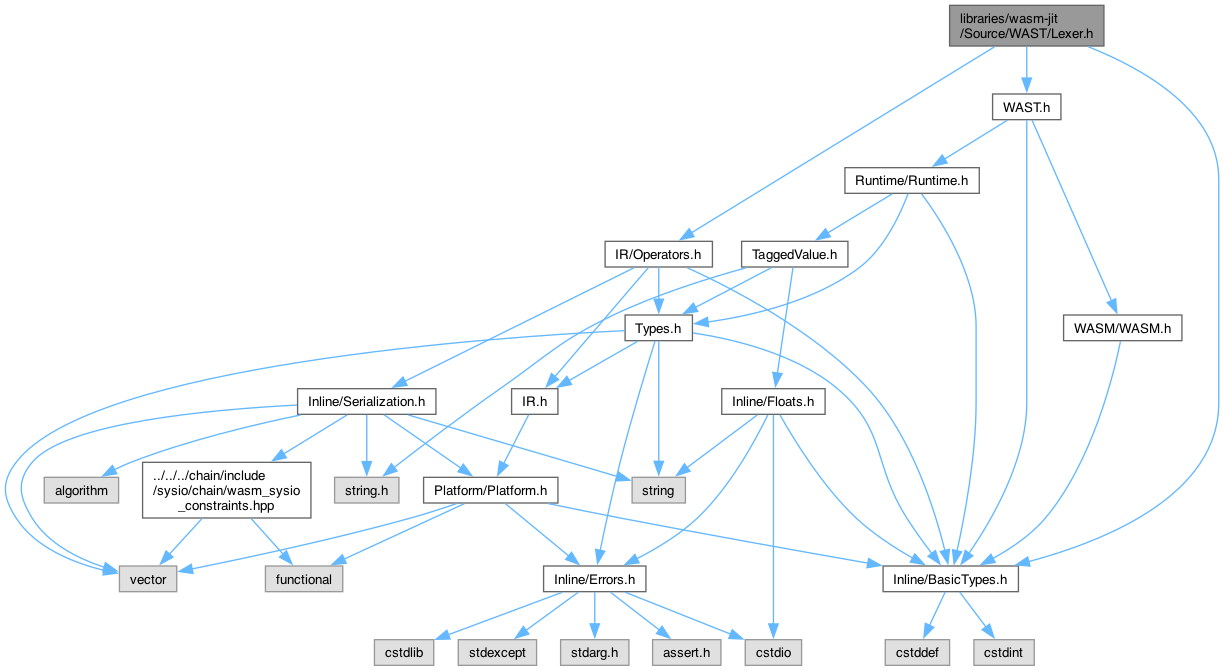 libraries/wasm-jit
/Source/WAST/Lexer.h
WAST.h
Runtime/Runtime.h
IR/Operators.h
TaggedValue.h
Types.h
WASM/WASM.h
Inline/Serialization.h
IR.h
Inline/Floats.h
algorithm
../../../chain/include
/sysio/chain/wasm_sysio
_constraints.hpp
string.h
Platform/Platform.h
string
vector
functional
Inline/Errors.h
Inline/BasicTypes.h
cstdlib
stdexcept
stdarg.h
assert.h
cstdio
cstddef
cstdint